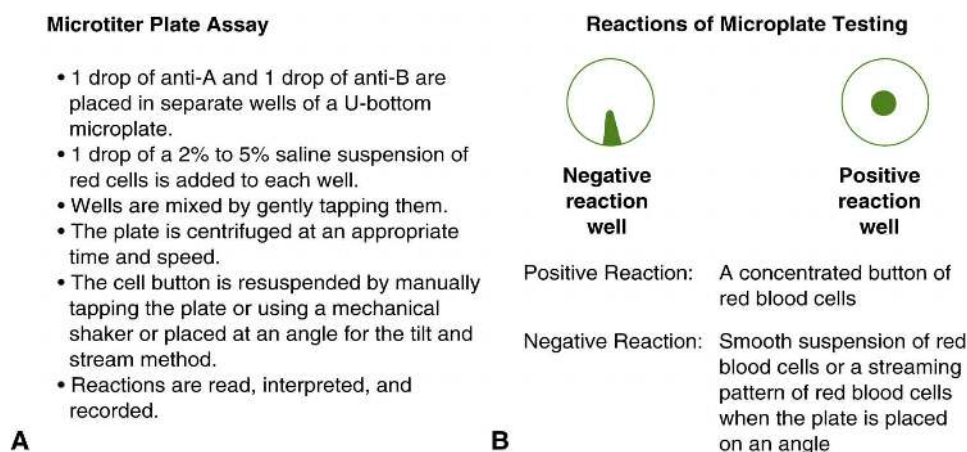 Microtiter Plate Assay
• 1 drop of anti-A and 1 drop of anti-B are
placed in separate wells of a U-bottom
microplate.
• 1 drop of a 2% to 5% saline suspension of
red cells is added to each well.
• Wells are mixed by gently tapping them.
• The plate is centrifuged at an appropriate
time and speed.
• The cell button is resuspended by manually
tapping the plate or using a mechanical
shaker or placed at an angle for the tilt and
stream method.
• Reactions are read, interpreted, and
recorded.
A
Reactions of Microplate Testing
Negative
reaction
well
Positive
reaction
well
Positive Reaction: A concentrated button of
red blood cells
Negative Reaction: Smooth suspension of red
blood cells or a streaming
pattern of red blood cells
when the plate is placed
on an angle
B